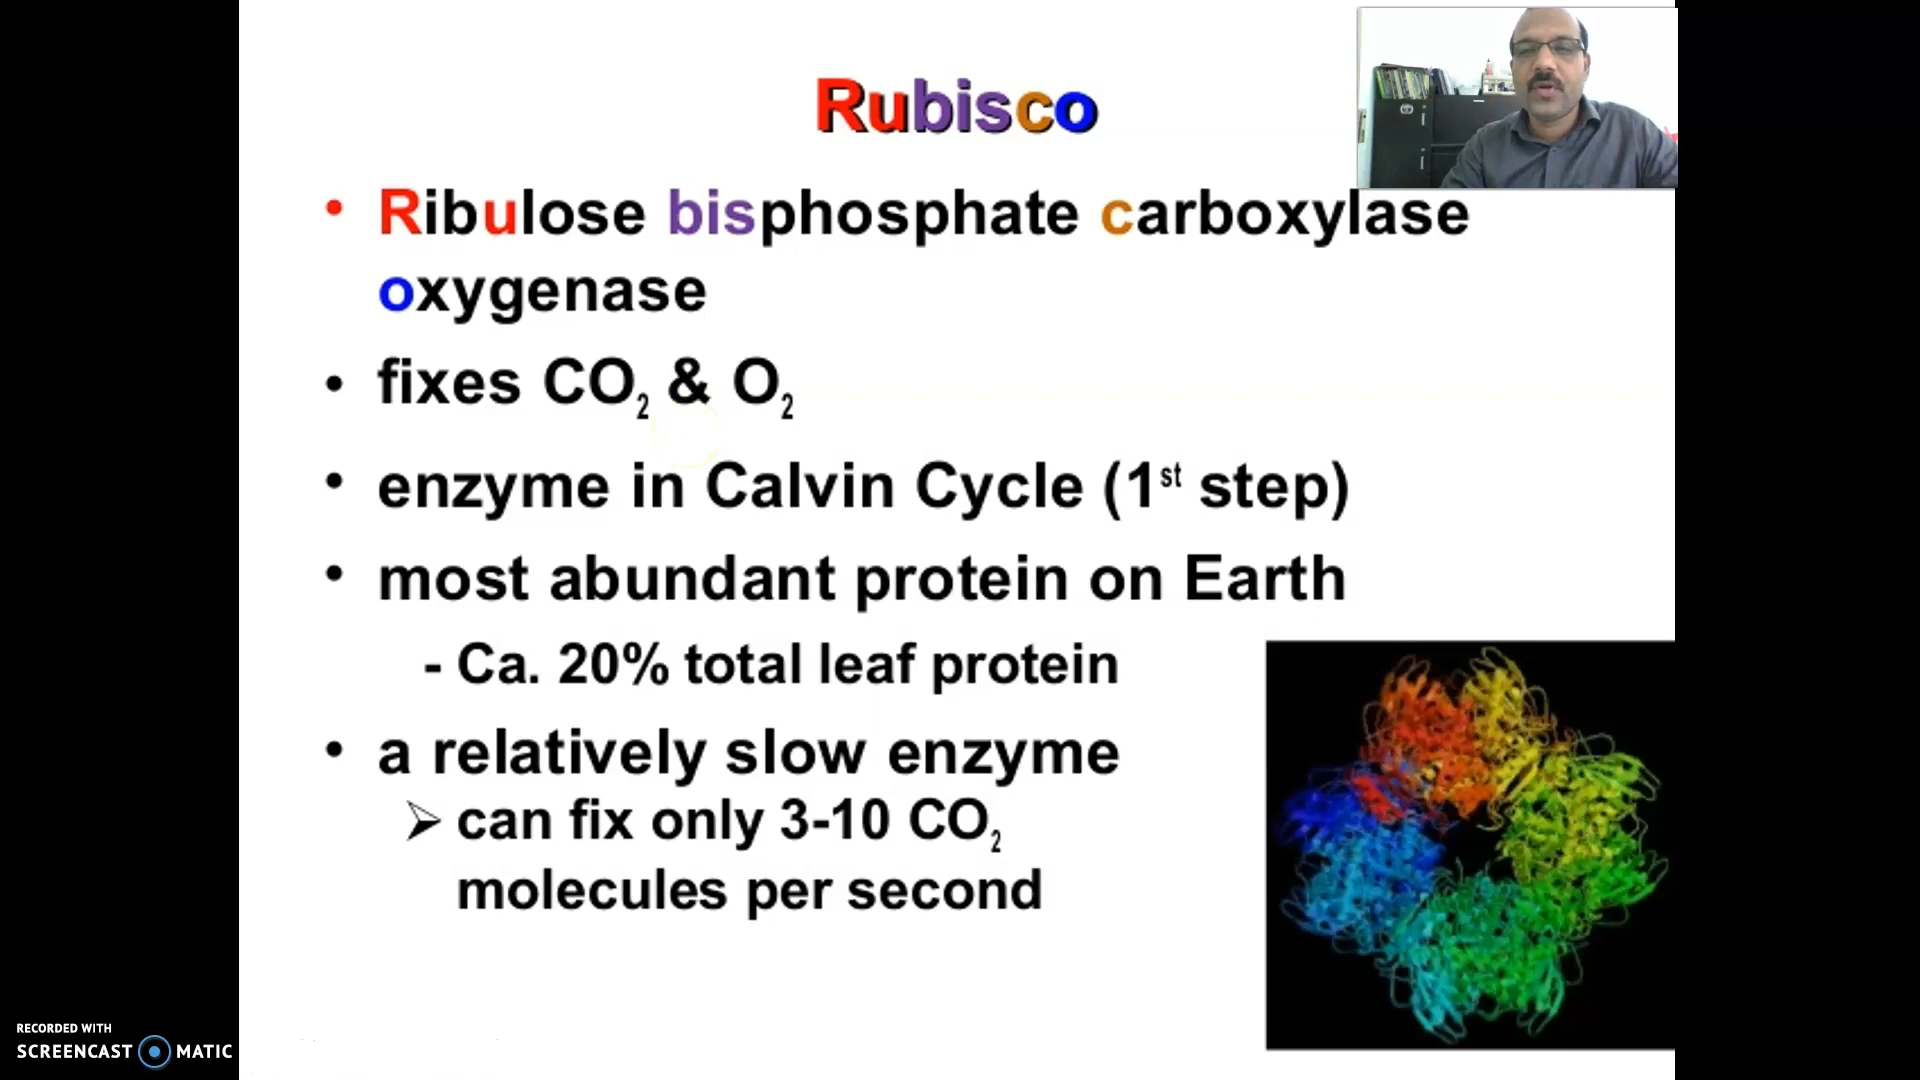 Rubisco
• Ribulose bisphosphate carboxylase
oxygenase
• fixes CO₂ & O₂
• enzyme in Calvin Cycle (1ˢᵗ step)
• most abundant protein on Earth
- Ca. 20% total leaf protein
• a relatively slow enzyme
➢ can fix only 3-10 CO₂
molecules per second
RECORDED WITH
SCREENCAST MATIC